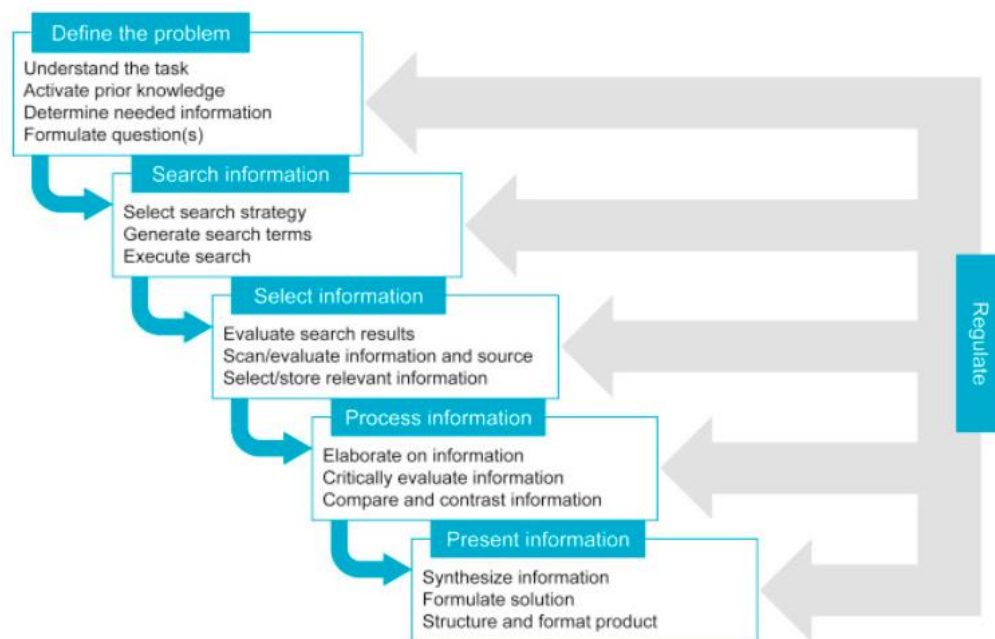 Define the problem
Understand the task
Activate prior knowledge
Determine needed information
Formulate question(s)
Search information
Select search strategy
Generate search terms
Execute search
Select information
Evaluate search results
Scan/evaluate information and source
Select/store relevant information
Process information
Elaborate on information
Critically evaluate information
Compare and contrast information
Present information
Synthesize information
Formulate solution
Structure and format product
Regulate